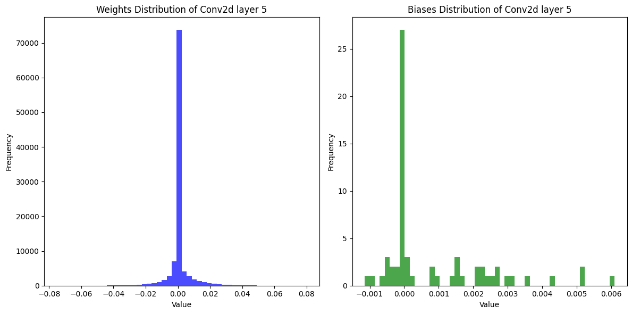 Weights Distribution of Conv2d layer 5
Frequency
70000
60000
50000
40000
30000
20000
10000
0
−0.08 −0.06 −0.04 −0.02 0.00 0.02 0.04 0.06 0.08
Value
Biases Distribution of Conv2d layer 5
Frequency
25
20
15
10
5
0
−0.001 0.000 0.001 0.002 0.003 0.004 0.005 0.006
Value